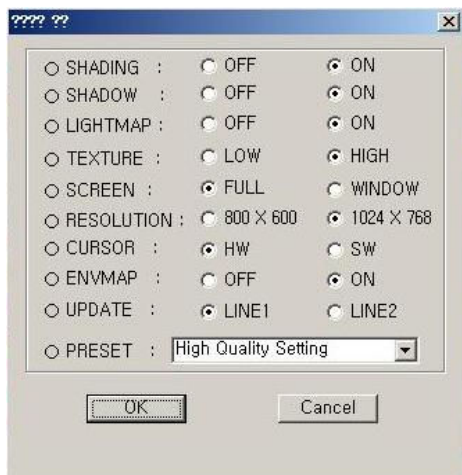 ???? ??
SHADING : OFF ON
SHADOW : OFF ON
LIGHTMAP : OFF ON
TEXTURE : LOW HIGH
SCREEN : FULL WINDOW
RESOLUTION : 800 X 600 1024 X 768
CURSOR : HW SW
ENVMAP : OFF ON
UPDATE : LINE1 LINE2
PRESET : High Quality Setting
OK Cancel